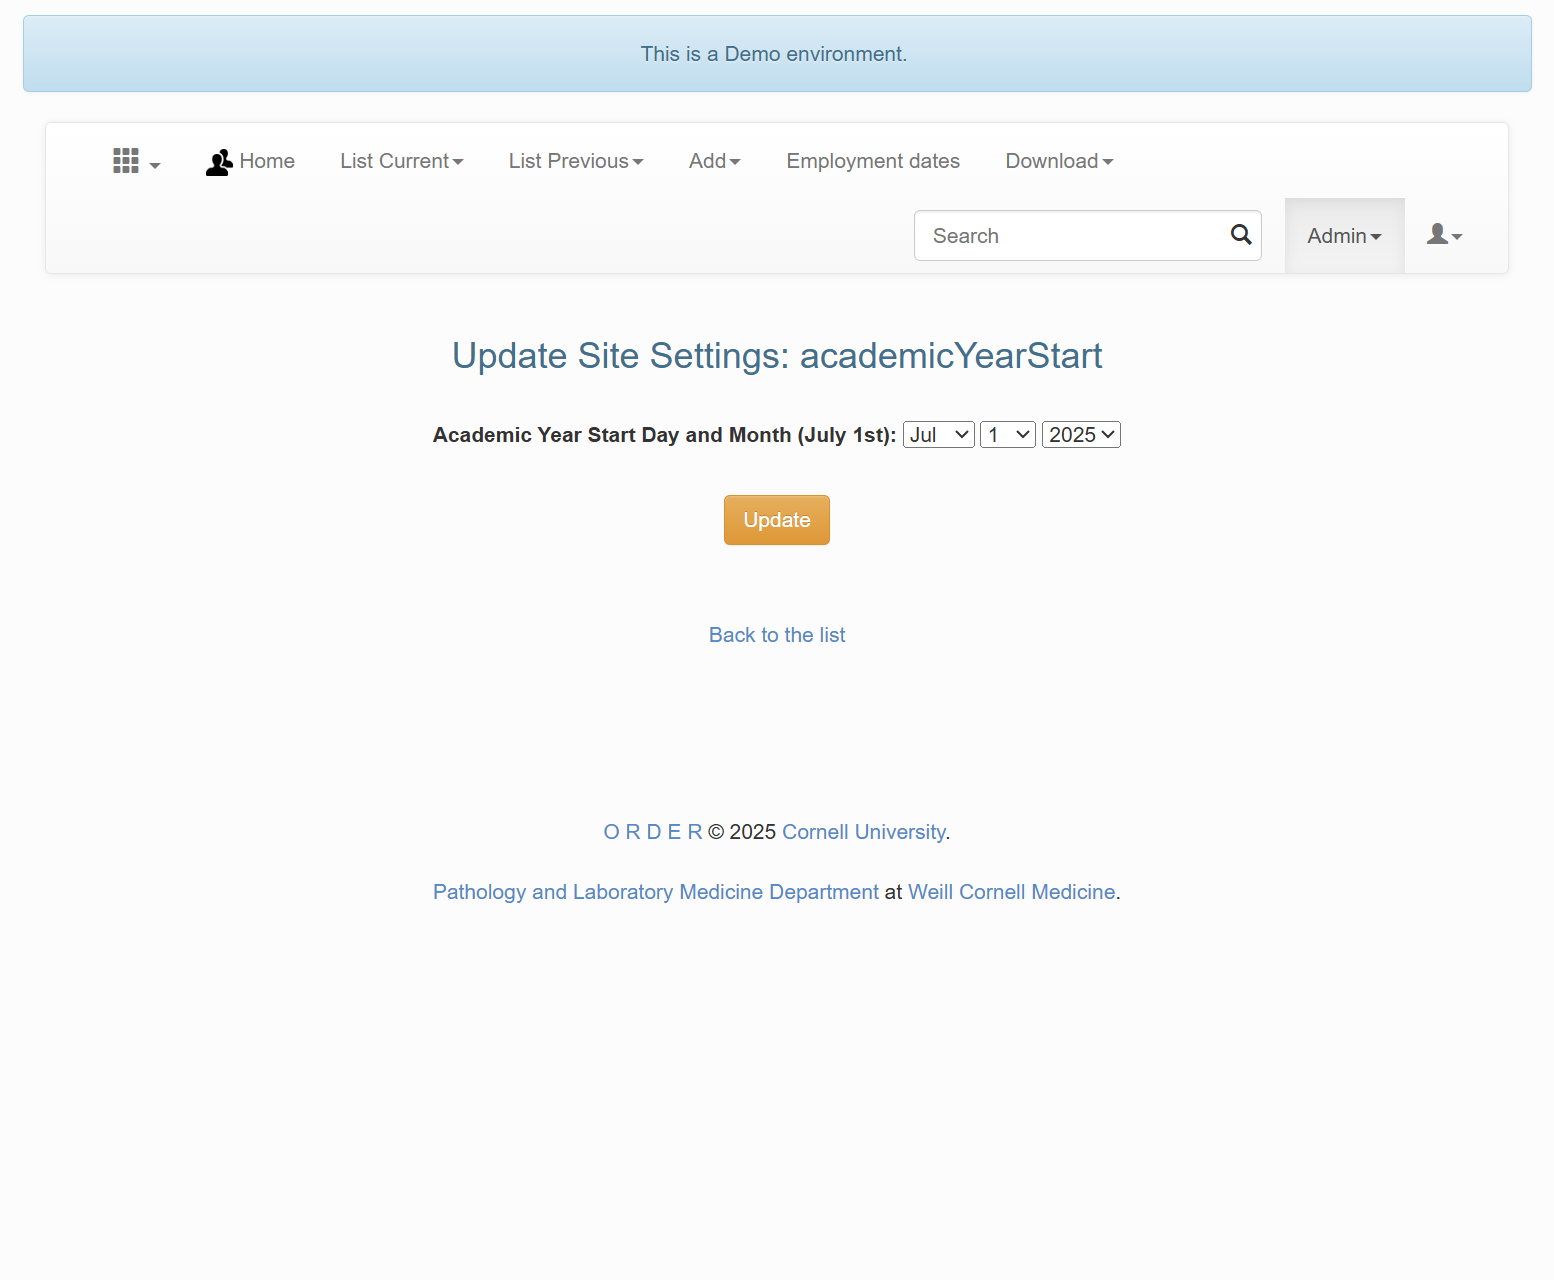 This is a Demo environment.
Home List Current List Previous Add Employment dates Download
Search Admin
Update Site Settings: academicYearStart
Academic Year Start Day and Month (July 1st): Jul 1 2025
Update
Back to the list
O R D E R © 2025 Cornell University.
Pathology and Laboratory Medicine Department at Weill Cornell Medicine.